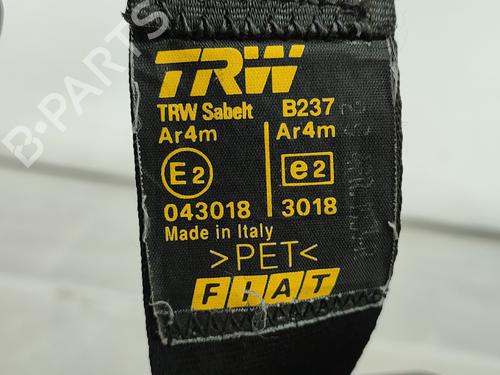 TRW
TRW Sabelt B237
Ar4m Ar4m
E2 e2
043018 3018
Made in Italy
>PET<
FIAT
B-PARTS